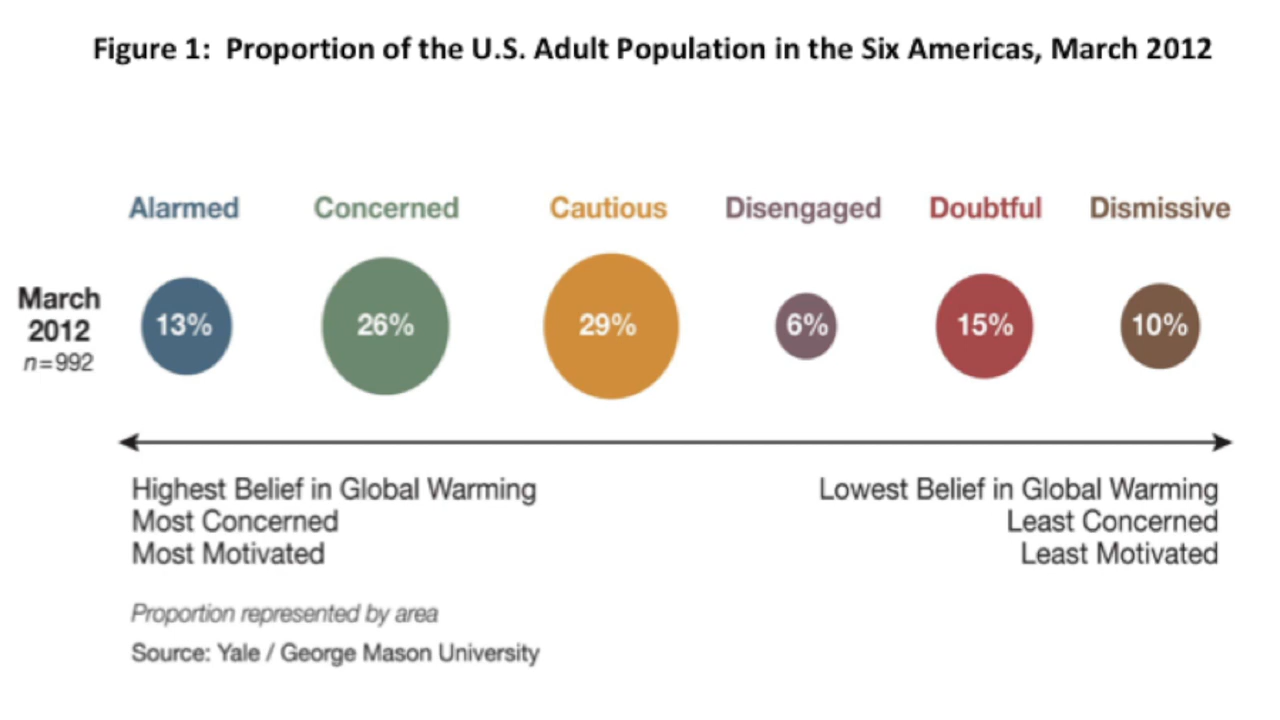 Figure 1:  Proportion of the U.S. Adult Population in the Six Americas, March 2012
Alarmed Concerned Cautious Disengaged Doubtful Dismissive
March
2012
n=992
13% 26% 29% 6% 15% 10%
Highest Belief in Global Warming
Most Concerned
Most Motivated
Lowest Belief in Global Warming
Least Concerned
Least Motivated
Proportion represented by area
Source: Yale / George Mason University